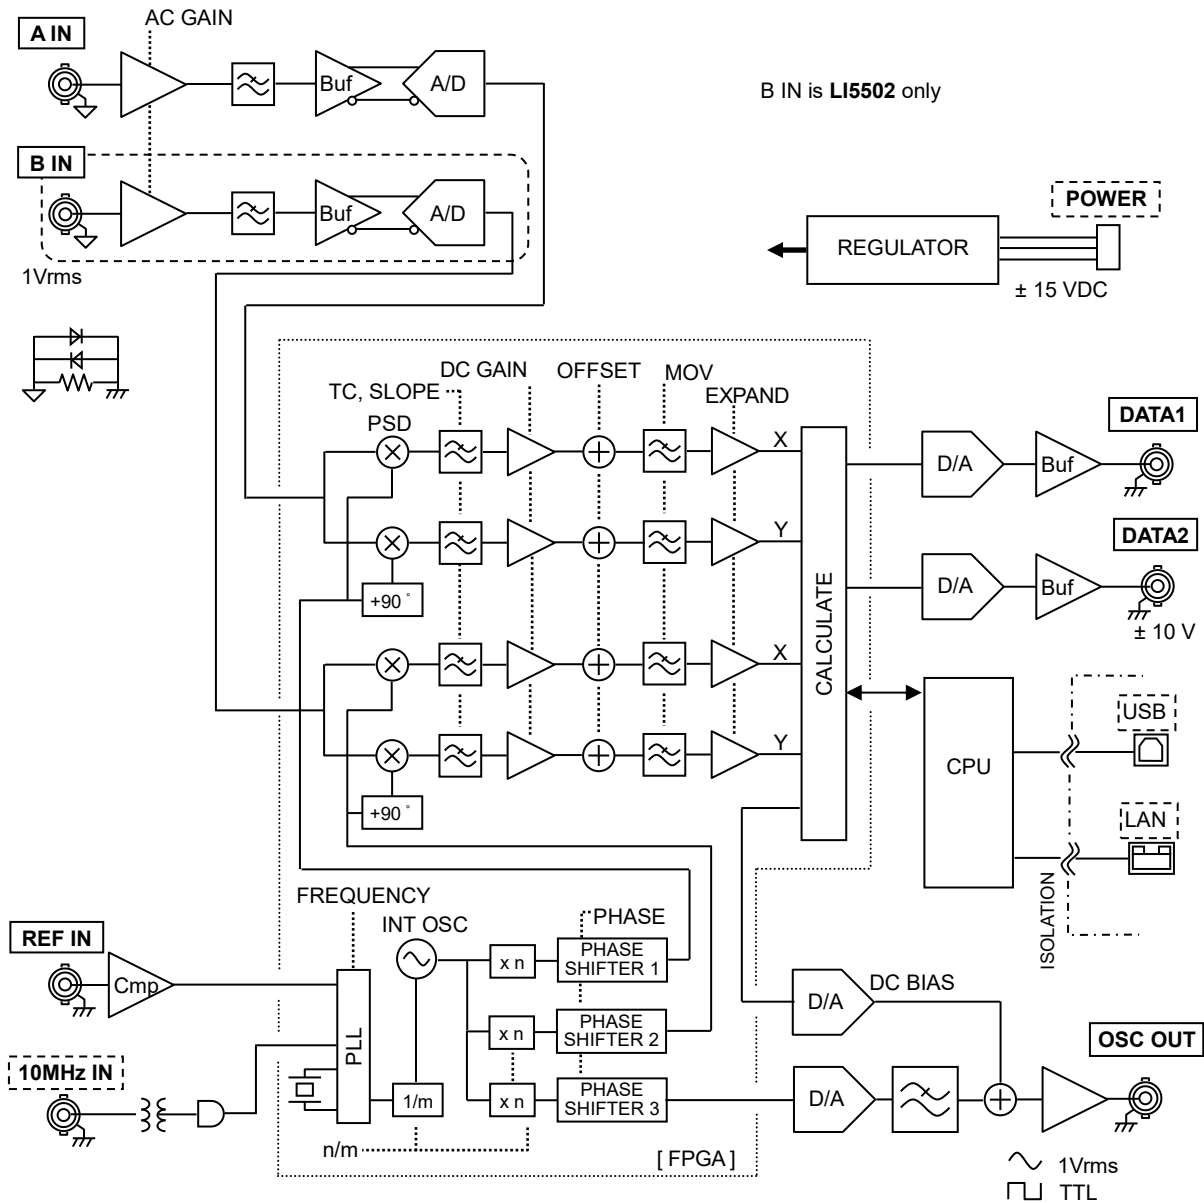 AC GAIN
A IN
Buf
A/D
B IN is LI5502 only
B IN
Buf
A/D
1Vrms
POWER
REGULATOR
± 15 VDC
DC GAIN
OFFSET
MOV
TC, SLOPE
EXPAND
PSD
X
DATA1
D/A
Buf
Y
DATA2
+90 °
D/A
Buf
± 10 V
CALCULATE
X
Y
+90 °
CPU
USB
LAN
ISOLATION
FREQUENCY
INT OSC
PHASE
REF IN
Cmp
x n
PHASE
SHIFTER 1
D/A
DC BIAS
x n
PHASE
SHIFTER 2
OSC OUT
PLL
10MHz IN
1/m
x n
PHASE
SHIFTER 3
D/A
n/m
[ FPGA ]
1Vrms
TTL